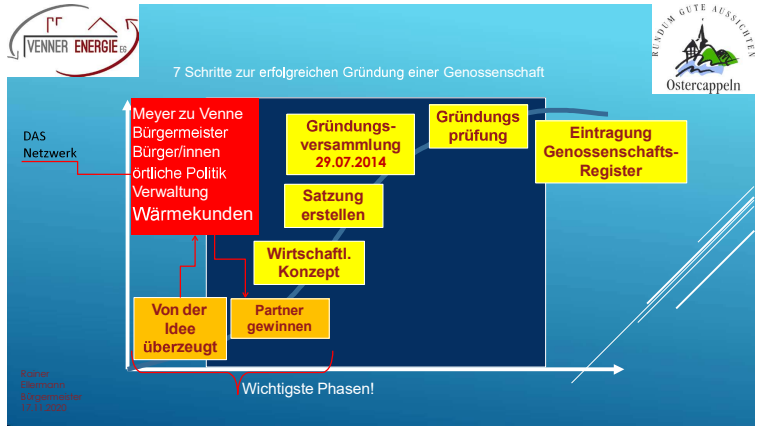 VENNER ENERGIE EG
RUNDUM GUTE AUSSICHTEN
Ostercappeln
7 Schritte zur erfolgreichen Gründung einer Genossenschaft
DAS
Netzwerk
Meyer zu Venne
Bürgermeister
Bürger/innen
örtliche Politik
Verwaltung
Wärmekunden
Gründungs-
versammlung
29.07.2014
Gründungs
prüfung
Eintragung
Genossenschafts-
Register
Satzung
erstellen
Wirtschaftl.
Konzept
Von der
Idee
überzeugt
Partner
gewinnen
Wichtigste Phasen!
Rainer
Bürgermeister